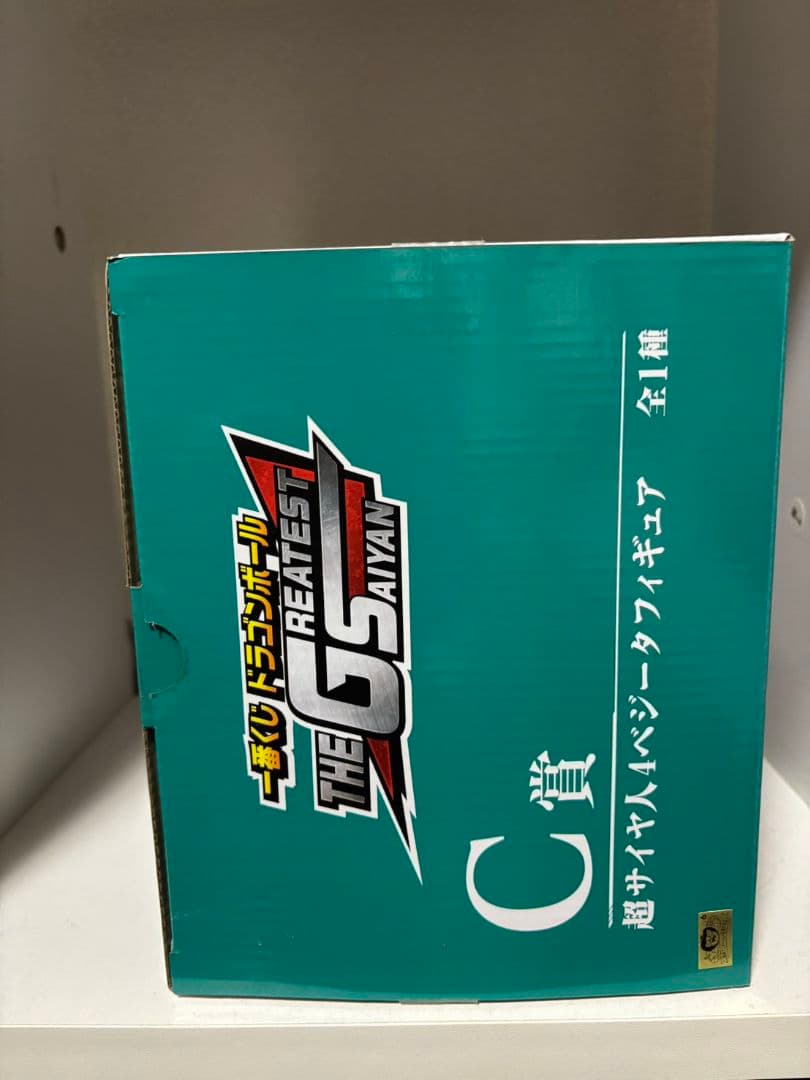 一番くじ ドラゴンボール
THE GREATEST
SAIYAN
C賞
超サイヤ人4ベジータフィギュア 全1種